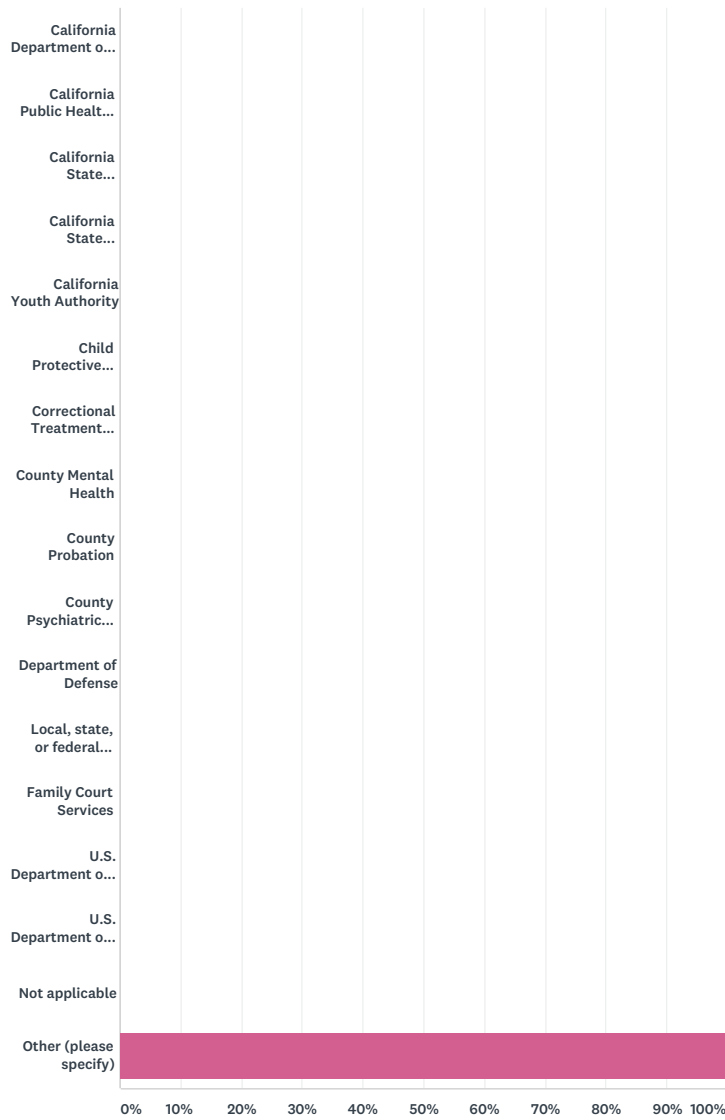 California
Department o...
California
Public Healt...
California
State...
California
State...
California
Youth Authority
Child
Protective...
Correctional
Treatment...
County Mental
Health
County
Probation
County
Psychiatric...
Department of
Defense
Local, state,
or federal...
Family Court
Services
U.S.
Department o...
U.S.
Department o...
Not applicable
Other (please
specify)
0% 10% 20% 30% 40% 50% 60% 70% 80% 90% 100%